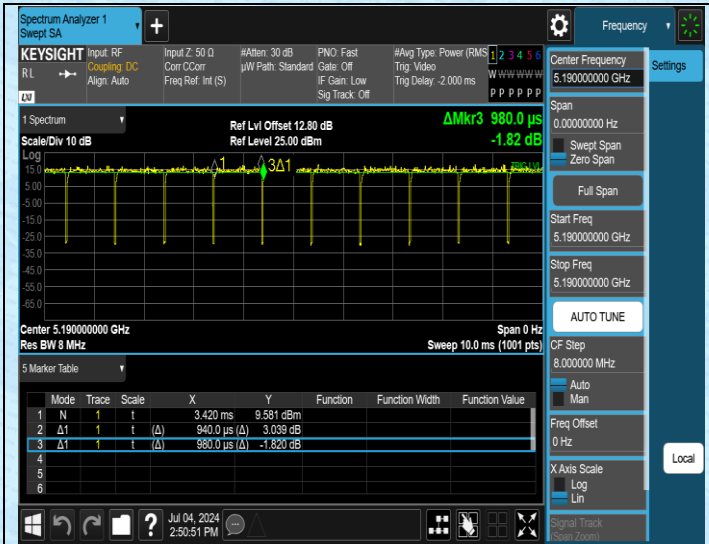 Spectrum Analyzer 1
Swept SA
+
Frequency
KEYSIGHT
RL
LXI
Input: RF
Coupling: DC
Align: Auto
Input Z: 50 Ω
Corr CCorr
Freq Ref: Int (S)
#Atten: 30 dB
µW Path: Standard
PNO: Fast
Gate: Off
IF Gain: Low
Sig Track: Off
#Avg Type: Power (RMS
Trig: Video
Trig Delay: -2.000 ms
1 2 3 4 5 6
W W W W W W
P P P P P P
1 Spectrum
Scale/Div 10 dB
Ref Lvl Offset 12.80 dB
Ref Level 25.00 dBm
ΔMkr3 980.0 µs
-1.82 dB
Log
15.0
5.00
-5.00
-15.0
-25.0
-35.0
-45.0
-55.0
-65.0
1
3Δ1
TRIG LVL
Center 5.190000000 GHz
Res BW 8 MHz
Span 0 Hz
Sweep 10.0 ms (1001 pts)
5 Marker Table
Mode Trace Scale X Y Function Function Width Function Value
1 N 1 t 3.420 ms 9.581 dBm
2 Δ1 1 t (Δ) 940.0 µs (Δ) 3.039 dB
3 Δ1 1 t (Δ) 980.0 µs (Δ) -1.820 dB
4
5
6
Jul 04, 2024
2:50:51 PM
?
Center Frequency
5.190000000 GHz
Span
0.00000000 Hz
Swept Span
Zero Span
Full Span
Start Freq
5.190000000 GHz
Stop Freq
5.190000000 GHz
AUTO TUNE
CF Step
8.000000 MHz
Auto
Man
Freq Offset
0 Hz
X Axis Scale
Log
Lin
Signal Track
(Span Zoom)
Settings
Local